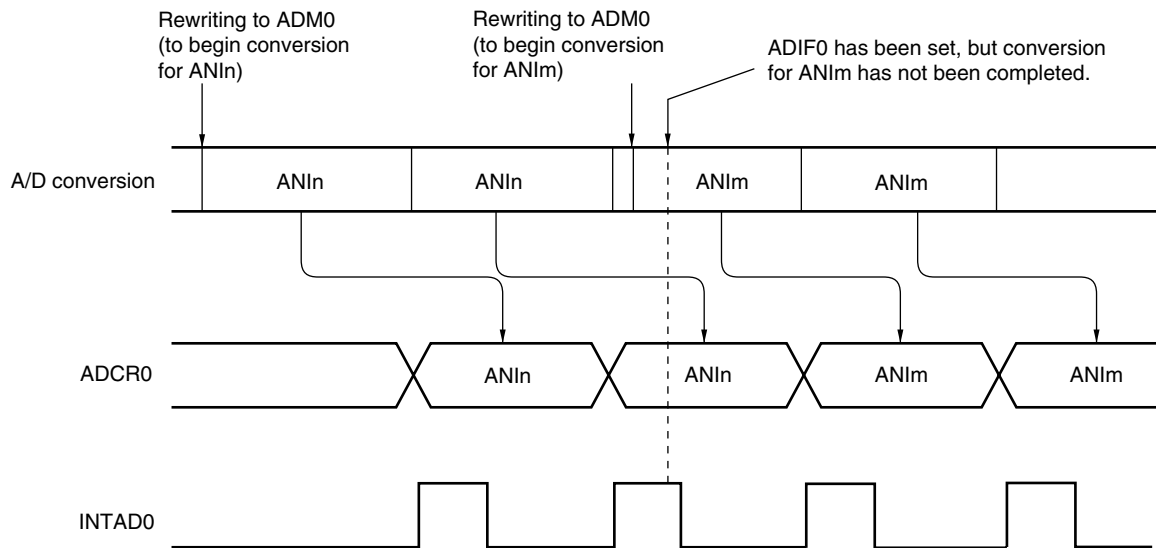 Rewriting to ADM0
(to begin conversion
for ANIn)
Rewriting to ADM0
(to begin conversion
for ANIm)
ADIF0 has been set, but conversion
for ANIm has not been completed.
A/D conversion
ANIn
ANIn
ANIm
ANIm
ADCR0
ANIn
ANIn
ANIm
ANIm
INTAD0